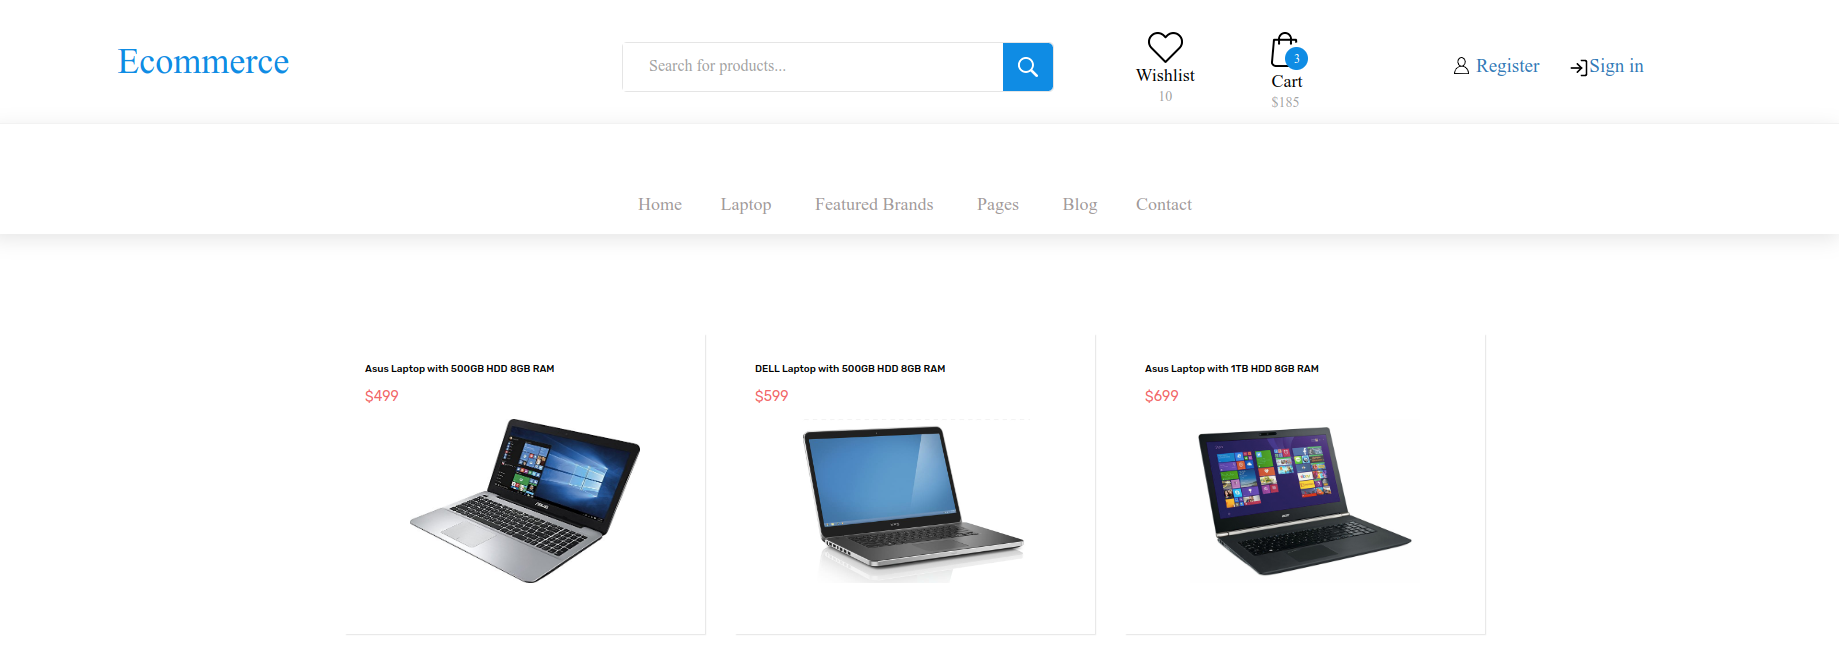 Ecommerce
Search for products...
Wishlist
10
3
Cart
$185
Register
Sign in
Home Laptop Featured Brands Pages Blog Contact
Asus Laptop with 500GB HDD 8GB RAM
$499
DELL Laptop with 500GB HDD 8GB RAM
$599
Asus Laptop with 1TB HDD 8GB RAM
$699